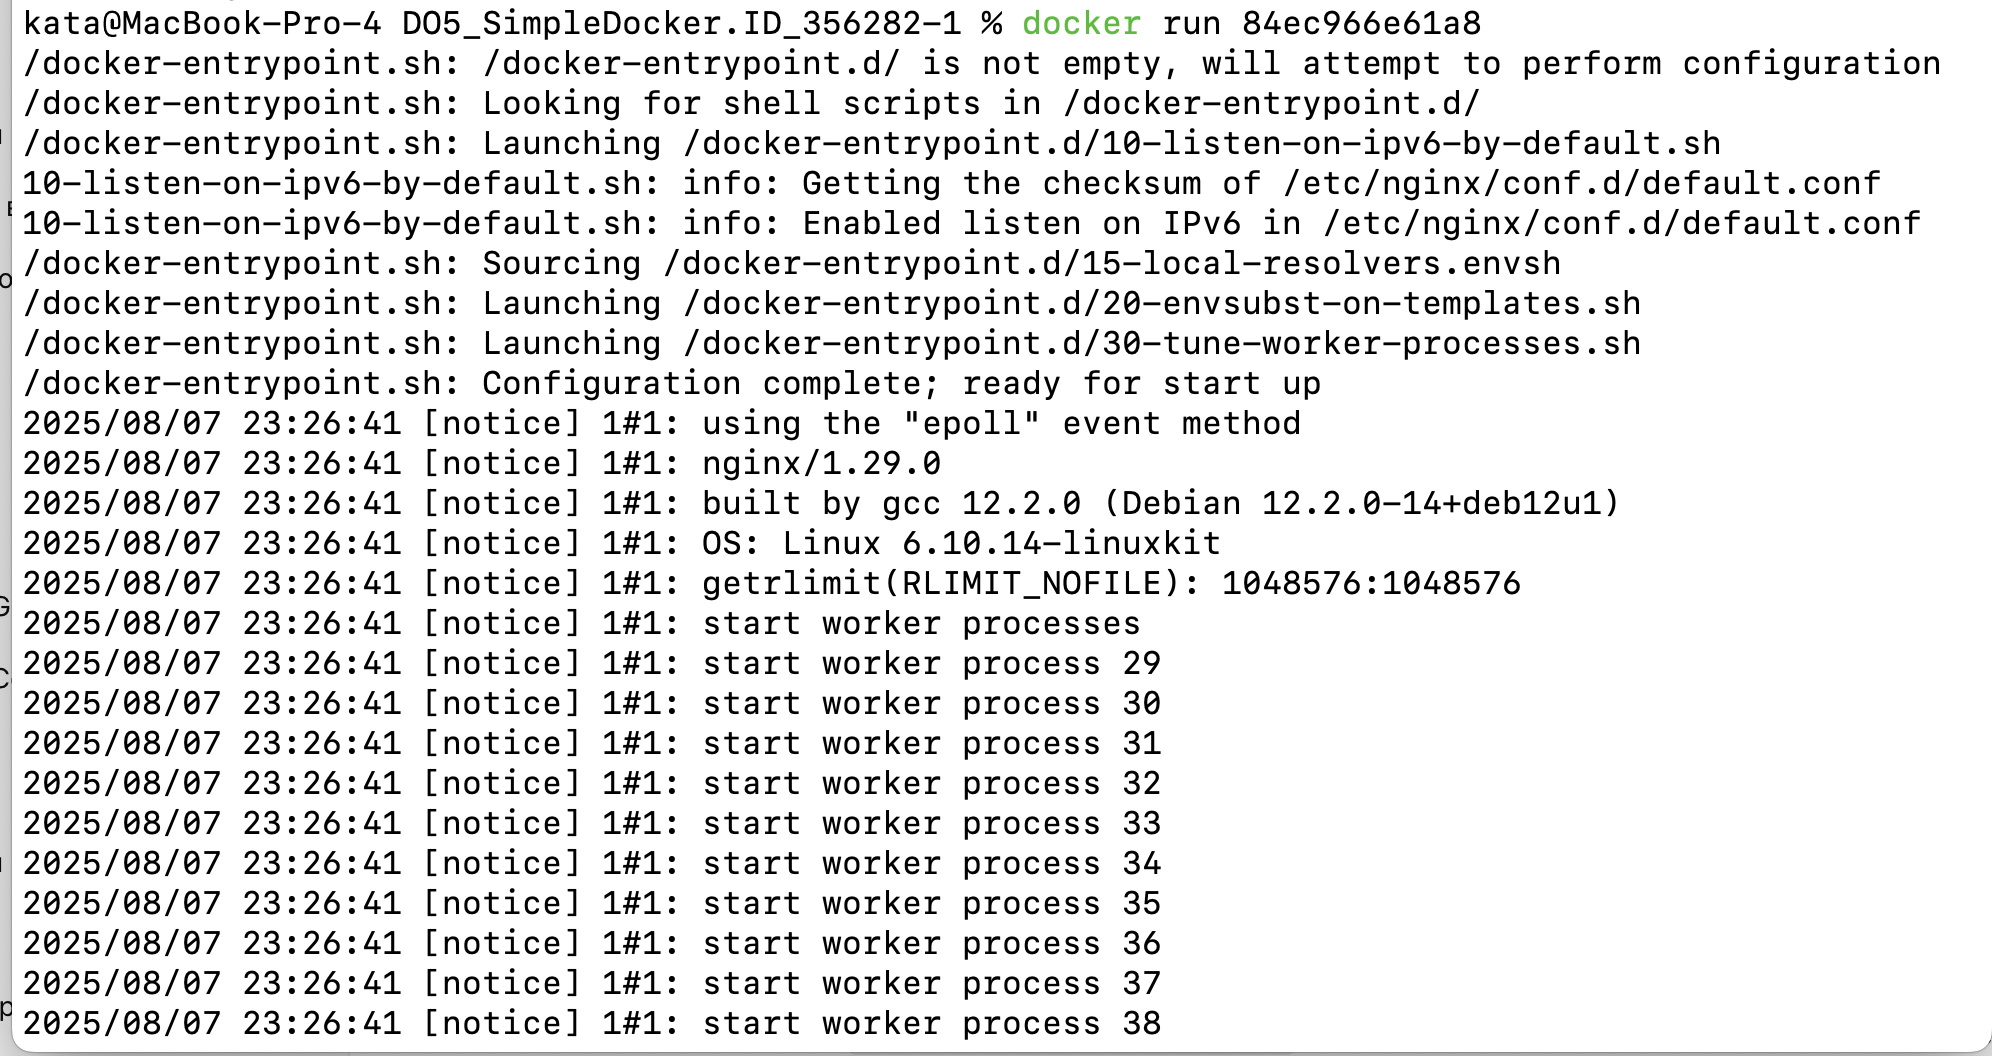 kata@MacBook-Pro-4 DO5_SimpleDocker.ID_356282-1 % docker run 84ec966e61a8
/docker-entrypoint.sh: /docker-entrypoint.d/ is not empty, will attempt to perform configuration
/docker-entrypoint.sh: Looking for shell scripts in /docker-entrypoint.d/
/docker-entrypoint.sh: Launching /docker-entrypoint.d/10-listen-on-ipv6-by-default.sh
10-listen-on-ipv6-by-default.sh: info: Getting the checksum of /etc/nginx/conf.d/default.conf
10-listen-on-ipv6-by-default.sh: info: Enabled listen on IPv6 in /etc/nginx/conf.d/default.conf
/docker-entrypoint.sh: Sourcing /docker-entrypoint.d/15-local-resolvers.envsh
/docker-entrypoint.sh: Launching /docker-entrypoint.d/20-envsubst-on-templates.sh
/docker-entrypoint.sh: Launching /docker-entrypoint.d/30-tune-worker-processes.sh
/docker-entrypoint.sh: Configuration complete; ready for start up
2025/08/07 23:26:41 [notice] 1#1: using the "epoll" event method
2025/08/07 23:26:41 [notice] 1#1: nginx/1.29.0
2025/08/07 23:26:41 [notice] 1#1: built by gcc 12.2.0 (Debian 12.2.0-14+deb12u1)
2025/08/07 23:26:41 [notice] 1#1: OS: Linux 6.10.14-linuxkit
2025/08/07 23:26:41 [notice] 1#1: getrlimit(RLIMIT_NOFILE): 1048576:1048576
2025/08/07 23:26:41 [notice] 1#1: start worker processes
2025/08/07 23:26:41 [notice] 1#1: start worker process 29
2025/08/07 23:26:41 [notice] 1#1: start worker process 30
2025/08/07 23:26:41 [notice] 1#1: start worker process 31
2025/08/07 23:26:41 [notice] 1#1: start worker process 32
2025/08/07 23:26:41 [notice] 1#1: start worker process 33
2025/08/07 23:26:41 [notice] 1#1: start worker process 34
2025/08/07 23:26:41 [notice] 1#1: start worker process 35
2025/08/07 23:26:41 [notice] 1#1: start worker process 36
2025/08/07 23:26:41 [notice] 1#1: start worker process 37
2025/08/07 23:26:41 [notice] 1#1: start worker process 38